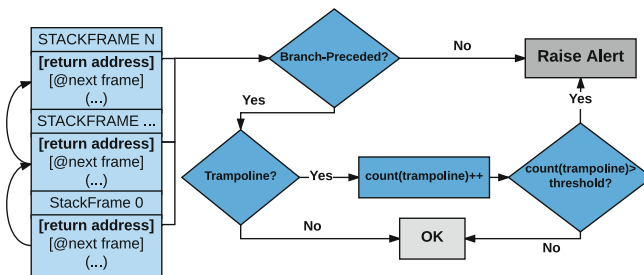 STACKFRAME N
[return address]
[@next frame]
(...)
STACKFRAME ...
[return address]
[@next frame]
(...)
StackFrame 0
[return address]
[@next frame]
(...)
Branch-Preceded?
No
Raise Alert
Yes
Yes
Trampoline?
Yes
count(trampoline)++
count(trampoline)>
threshold?
No
OK
No